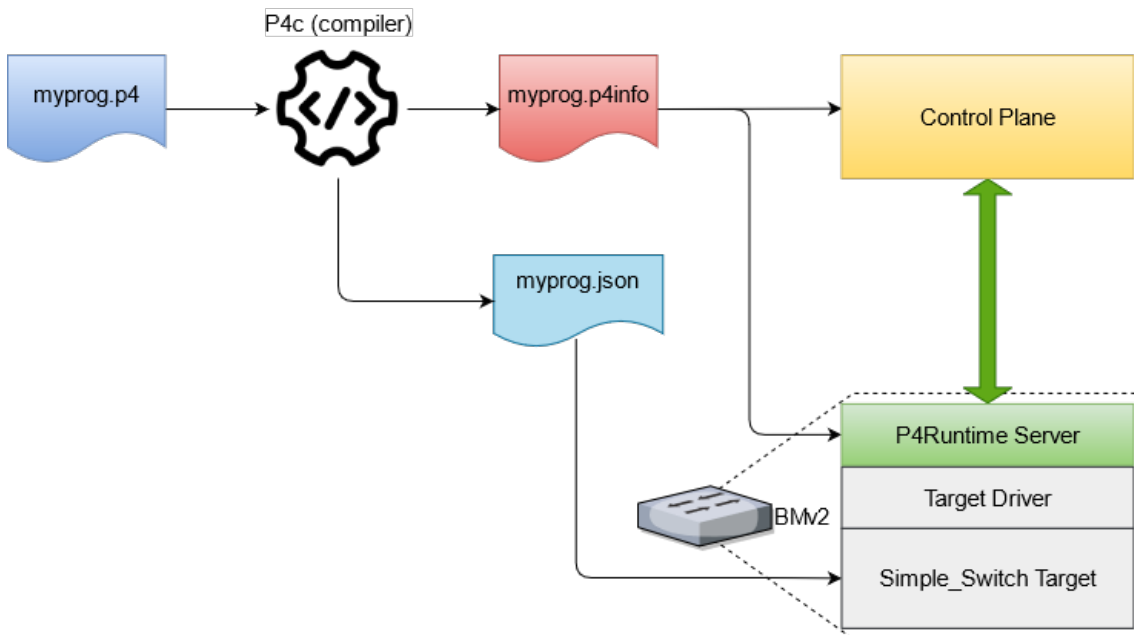 P4c (compiler)
myprog.p4
myprog.p4info
Control Plane
myprog.json
P4Runtime Server
Target Driver
BMv2
Simple_Switch Target